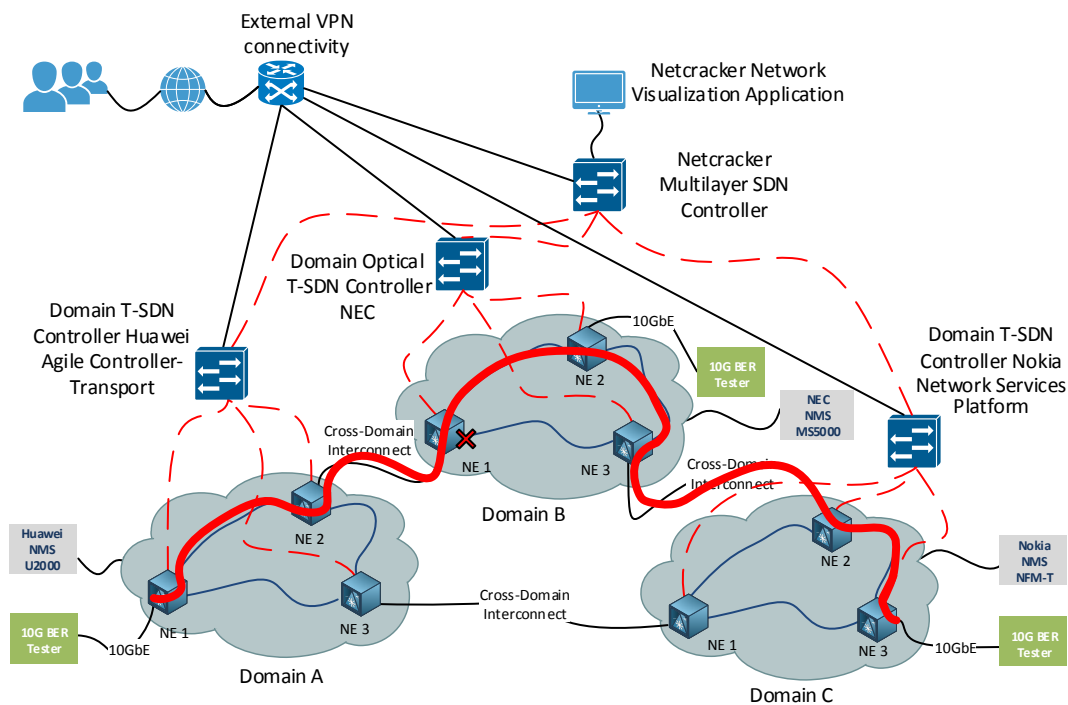 External VPN
connectivity
Netcracker Network
Visualization Application
Netcracker
Multilayer SDN
Controller
Domain Optical
T-SDN Controller
NEC
Domain T-SDN
Controller Huawei
Agile Controller-
Transport
Domain T-SDN
Controller Nokia
Network Services
Platform
10GbE
10G BER
Tester
NE 2
NEC
NMS
MS5000
NE 1
NE 3
Cross-Domain
Interconnect
Cross-Domain
Interconnect
Domain B
Huawei
NMS
U2000
NE 2
NE 2
Nokia
NMS
NFM-T
Cross-Domain
Interconnect
NE 1
NE 3
NE 1
NE 3
10G BER
Tester
10GbE
10GbE
10G BER
Tester
Domain A
Domain C